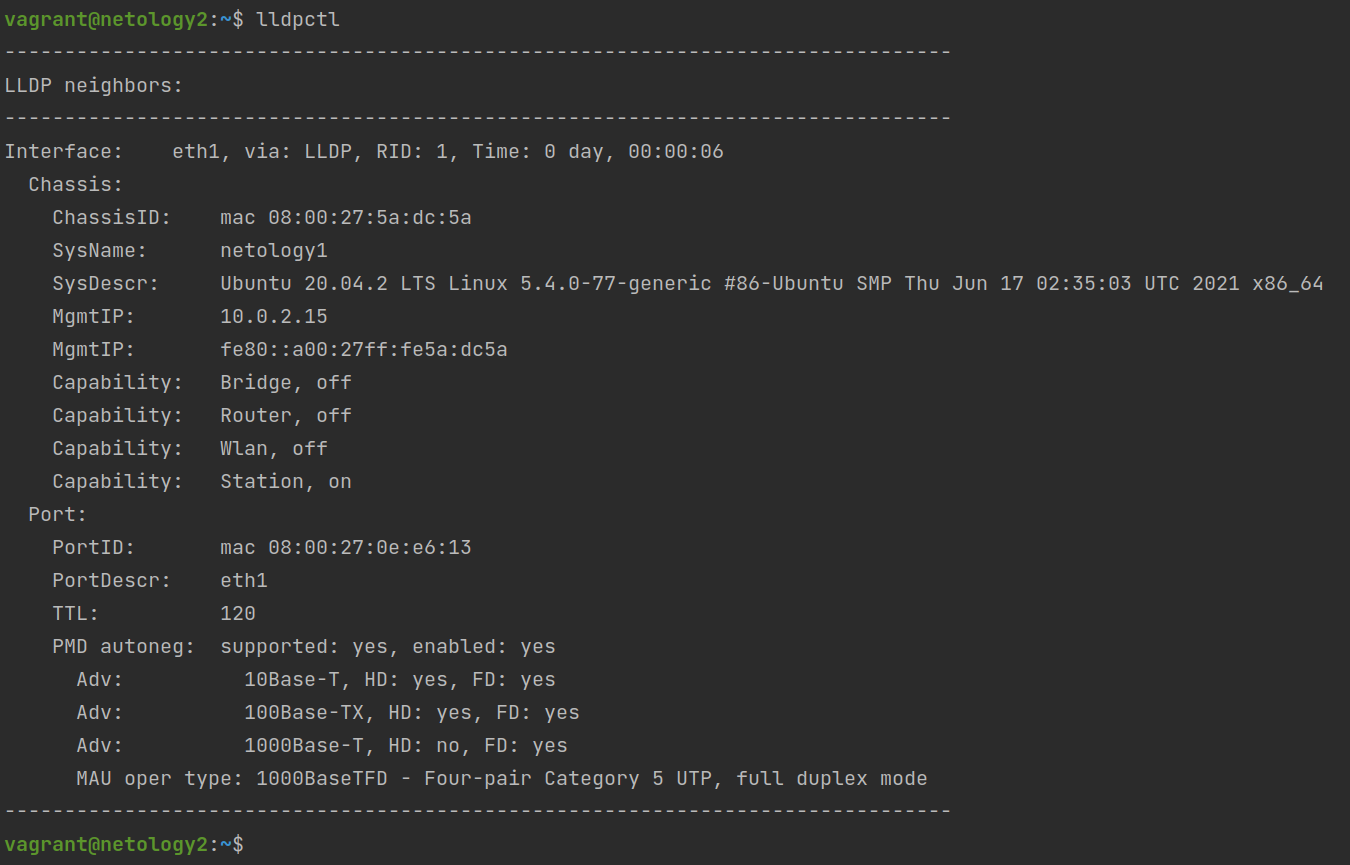 vagrant@netology2:~$ lldpctl
-------------------------------------------------------------------------------
LLDP neighbors:
-------------------------------------------------------------------------------
Interface:    eth1, via: LLDP, RID: 1, Time: 0 day, 00:00:06
  Chassis:
    ChassisID:    mac 08:00:27:5a:dc:5a
    SysName:      netology1
    SysDescr:     Ubuntu 20.04.2 LTS Linux 5.4.0-77-generic #86-Ubuntu SMP Thu Jun 17 02:35:03 UTC 2021 x86_64
    MgmtIP:       10.0.2.15
    MgmtIP:       fe80::a00:27ff:fe5a:dc5a
    Capability:   Bridge, off
    Capability:   Router, off
    Capability:   Wlan, off
    Capability:   Station, on
  Port:
    PortID:       mac 08:00:27:0e:e6:13
    PortDescr:    eth1
    TTL:          120
    PMD autoneg:  supported: yes, enabled: yes
      Adv:          10Base-T, HD: yes, FD: yes
      Adv:          100Base-TX, HD: yes, FD: yes
      Adv:          1000Base-T, HD: no, FD: yes
      MAU oper type: 1000BaseTFD - Four-pair Category 5 UTP, full duplex mode
-------------------------------------------------------------------------------
vagrant@netology2:~$